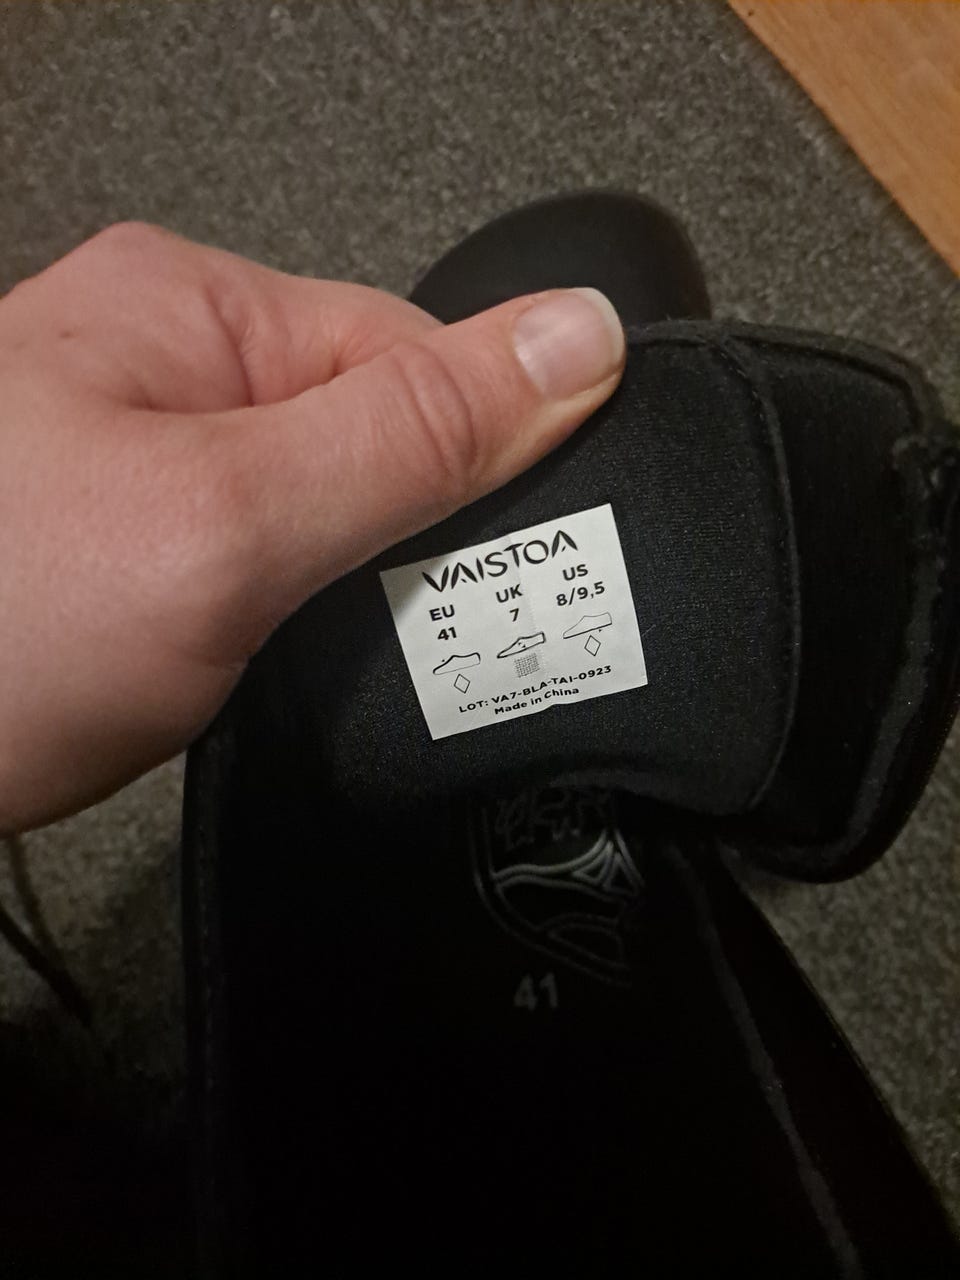 VAISTOA
EU UK US
41 7 8/9,5
LOT: VA7-BLA-TAI-0923
Made in China
41